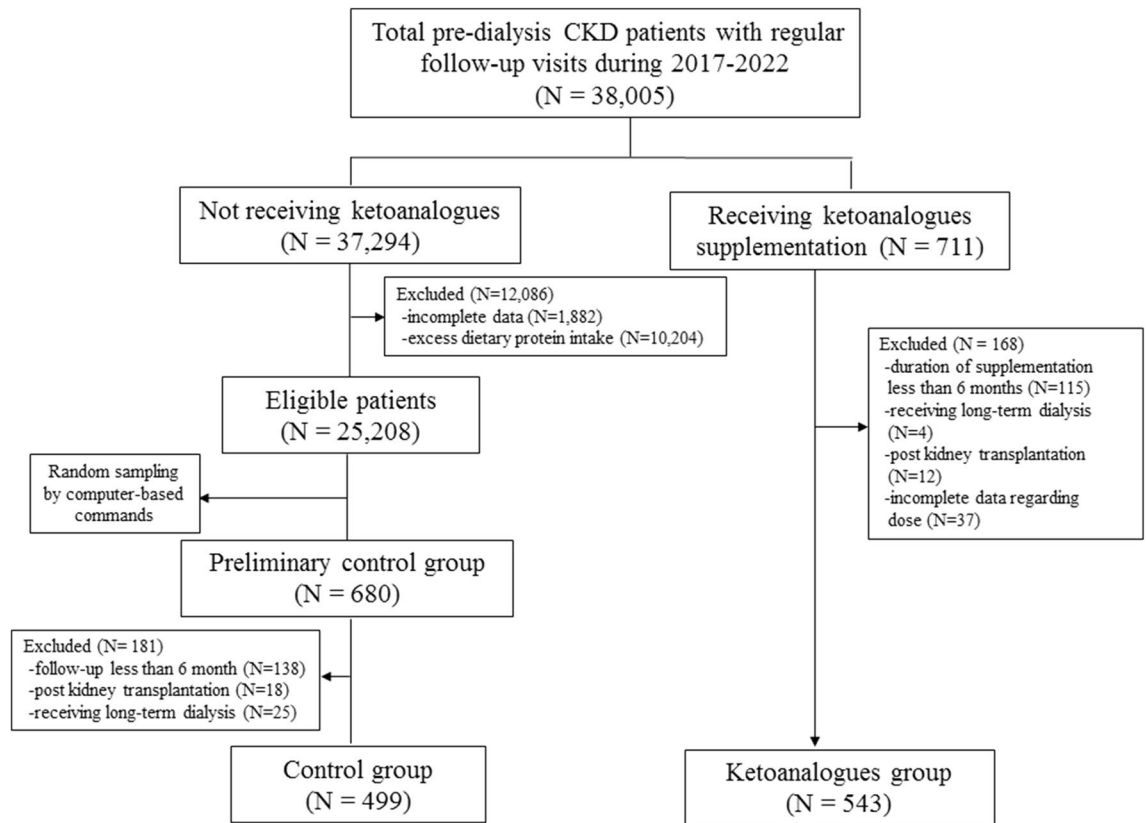 Total pre-dialysis CKD patients with regular
follow-up visits during 2017-2022
(N = 38,005)
Not receiving ketoanalogues
(N = 37,294)
Receiving ketoanalogues
supplementation (N = 711)
Excluded (N=12,086)
-incomplete data (N=1,882)
-excess dietary protein intake (N=10,204)
Excluded (N = 168)
-duration of supplementation
less than 6 months (N=115)
-receiving long-term dialysis
(N=4)
-post kidney transplantation
(N=12)
-incomplete data regarding
dose (N=37)
Eligible patients
(N = 25,208)
Random sampling
by computer-based
commands
Preliminary control group
(N = 680)
Excluded (N= 181)
-follow-up less than 6 month (N=138)
-post kidney transplantation (N=18)
-receiving long-term dialysis (N=25)
Control group
(N = 499)
Ketoanalogues group
(N = 543)